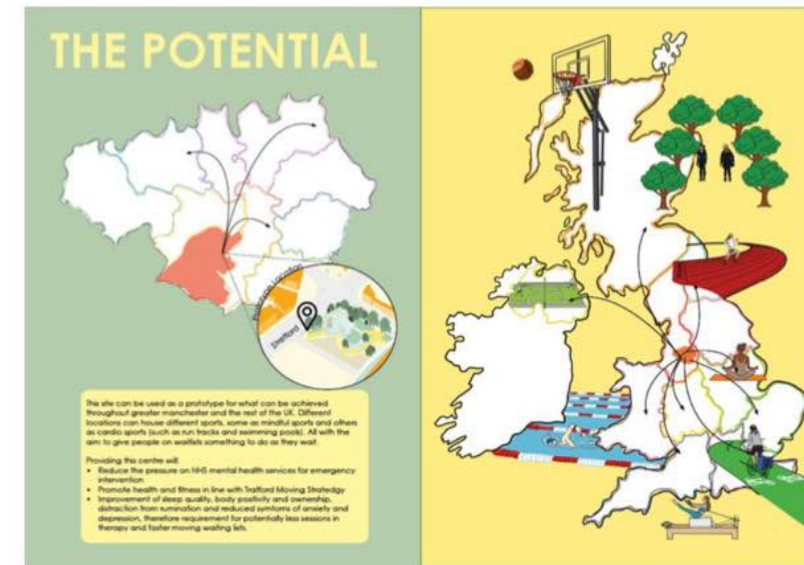 THE POTENTIAL
Prototype Location
Stretford
This site can be used as a prototype for what can be achieved
throughout greater manchester and the rest of the UK. Different
locations can house different sports, some as mindful sports and others
as cardio sports (such as run tracks and swimming pools). All with the
aim to give people on waitlists something to do as they wait.
Providing this centre will:
• Reduce the pressure on NHS mental health services for emergency
intervention
• Promote health and fitness in line with Trafford Moving Stratedgy
• Improvement of sleep quality, body positivity and ownership,
distraction from rumination and reduced symtoms of anxiety and
depression, therefore requirement for potentially less sessions in
therapy and faster moving waiting lists.